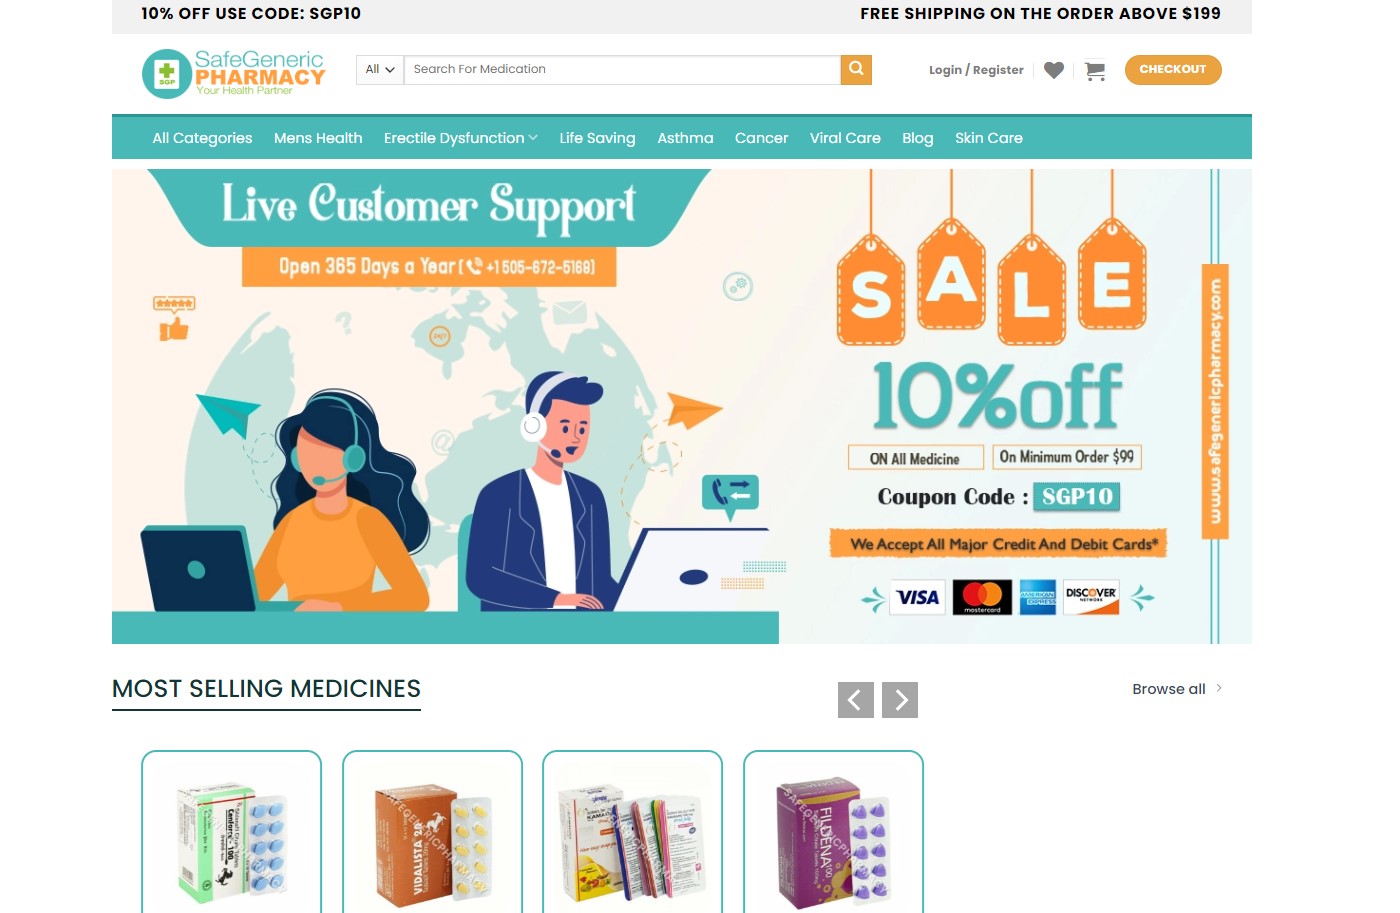 10% OFF USE CODE: SGP10
FREE SHIPPING ON THE ORDER ABOVE $199
SafeGeneric
PHARMACY
Your Health Partner
SGP
All
Search For Medication
Login / Register
CHECKOUT
All Categories
Mens Health
Erectile Dysfunction
Life Saving
Asthma
Cancer
Viral Care
Blog
Skin Care
Live Customer Support
Open 365 Days a Year [ +1 505-672-5168]
24/7
SALE
10%off
ON All Medicine
On Minimum Order $99
Coupon Code : SGP10
We Accept All Major Credit And Debit Cards*
VISA
mastercard
AMERICAN EXPRESS
DISCOVER
NETWORK
www.safegenericpharmacy.com
MOST SELLING MEDICINES
Browse all
Cenforce-100
VIDALISTA 20
KAMAGRA
FILDENA 100